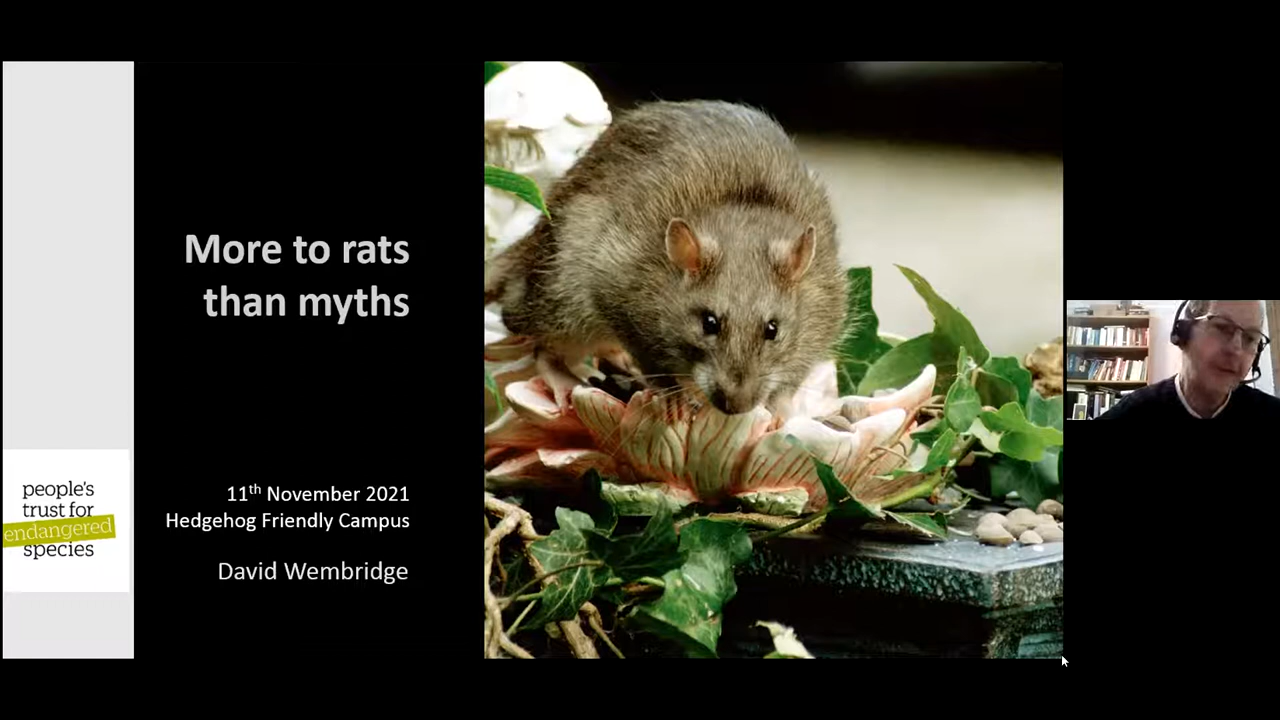 More to rats
than myths
11th November 2021
Hedgehog Friendly Campus
David Wembridge
people's
trust for
endangered
species